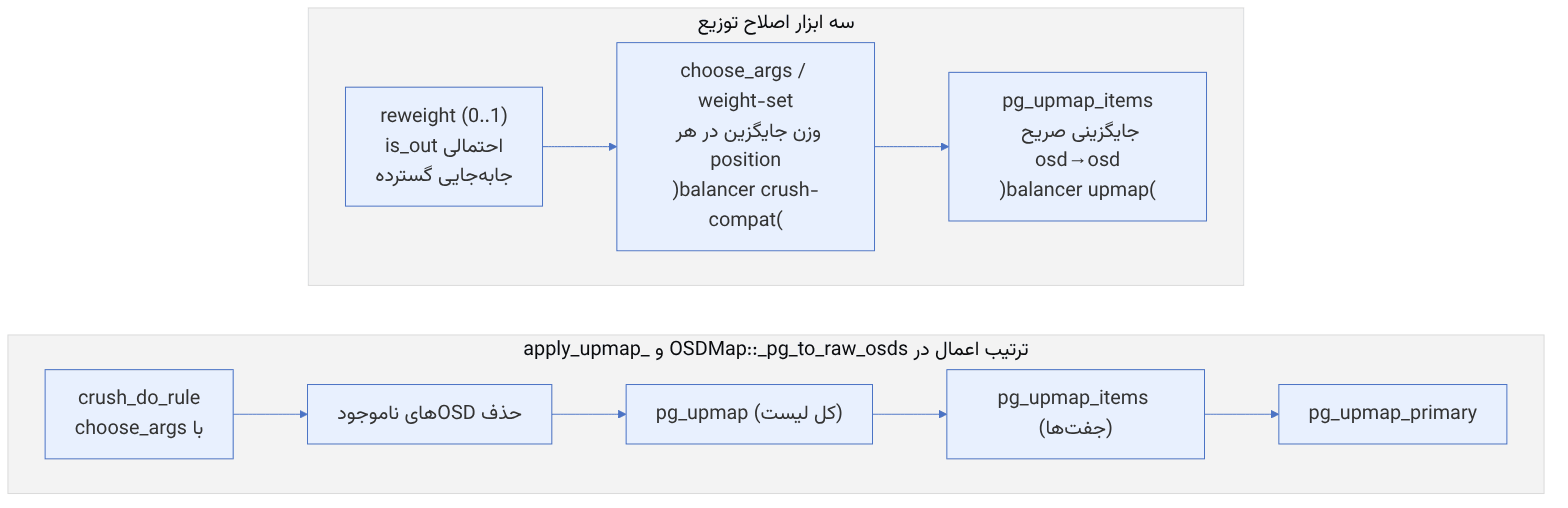 سه ابزار اصلاح توزیع
reweight (0..1)
احتمالی is_out
جابه‌جایی گسترده
choose_args /
weight-set
وزن جایگزین در هر
position
(balancer crush-
compat)
pg_upmap_items
جایگزینی صریح
osd→osd
(balancer upmap)
ترتیب اعمال در OSDMap::_pg_to_raw_osds و _apply_upmap
crush_do_rule
با choose_args
حذف OSDهای ناموجود
pg_upmap (کل لیست)
pg_upmap_items
(جفت‌ها)
pg_upmap_primary